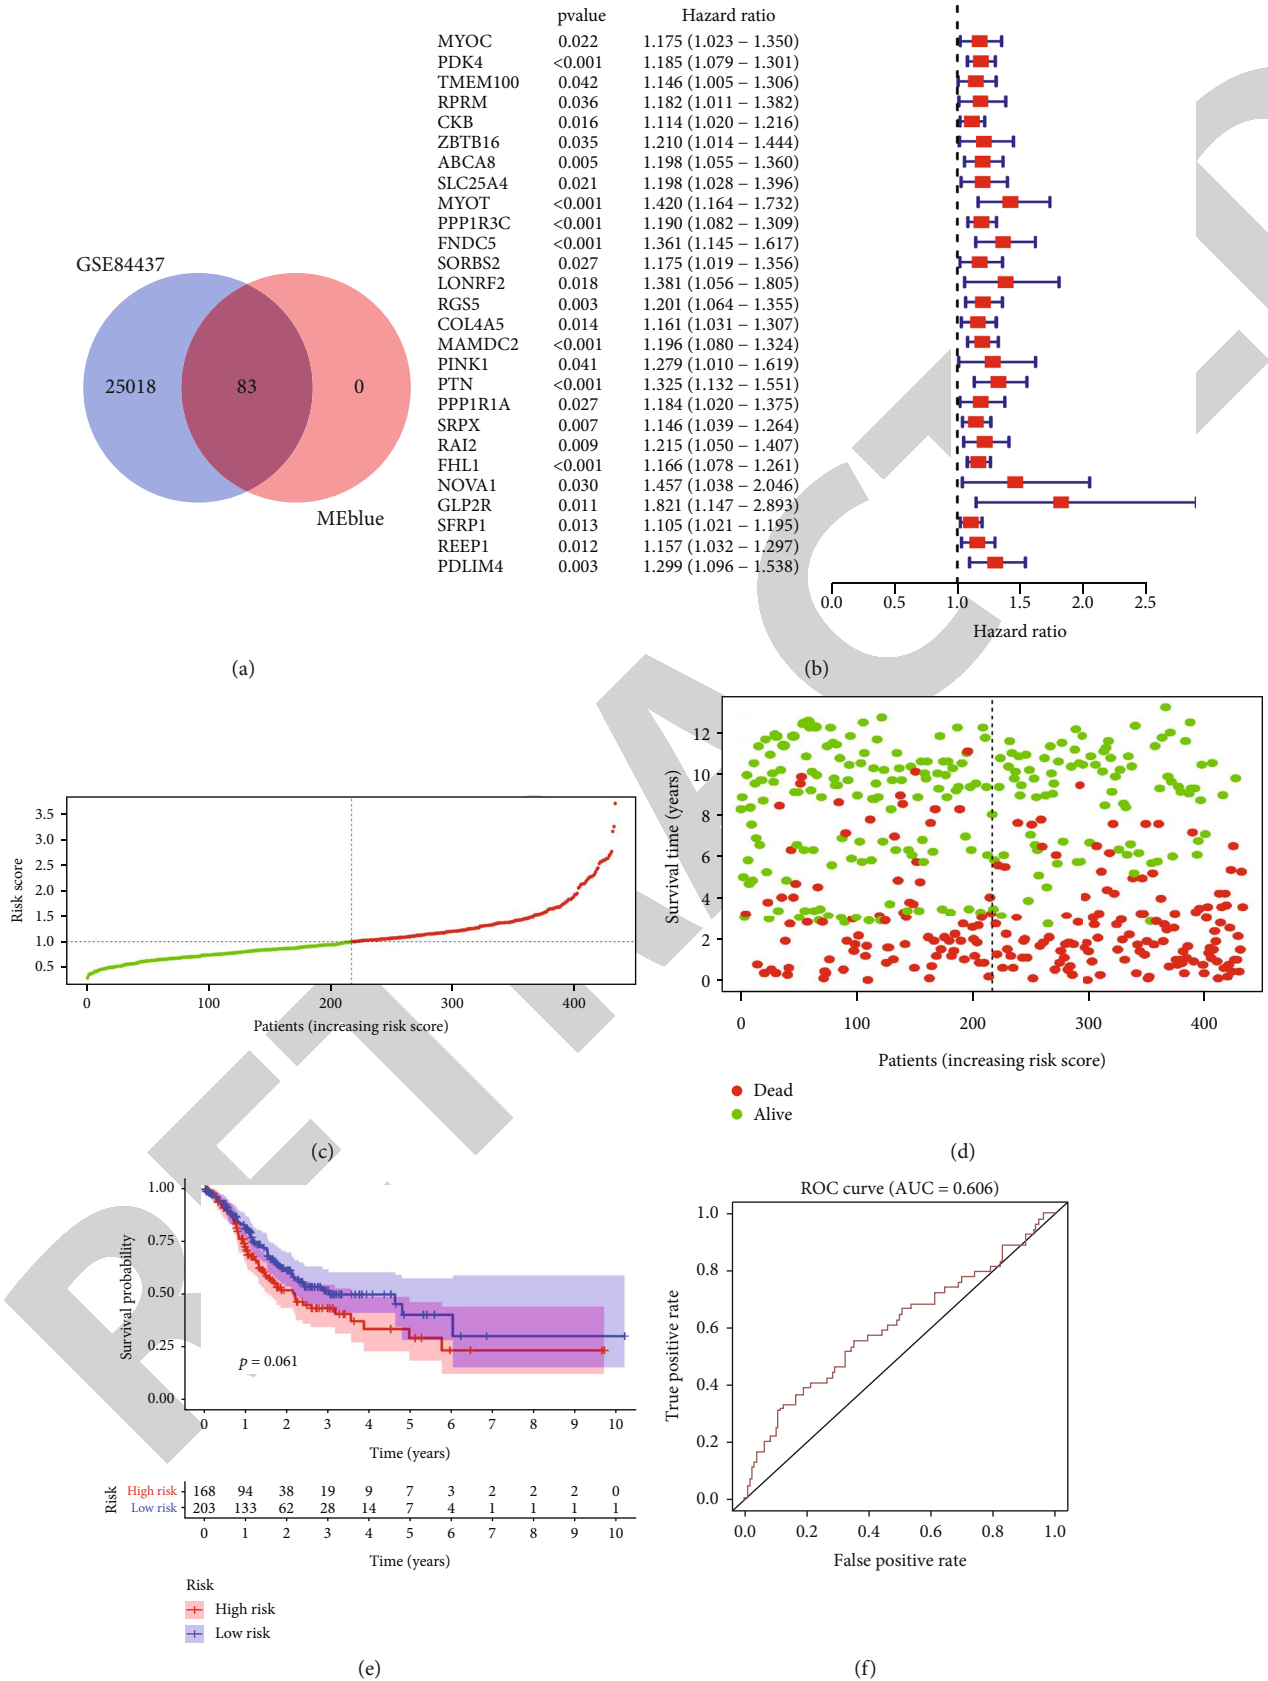 pvalue Hazard ratio
MYOC 0.022 1.175 (1.023 – 1.350)
PDK4 <0.001 1.185 (1.079 – 1.301)
TMEM100 0.042 1.146 (1.005 – 1.306)
RPRM 0.036 1.182 (1.011 – 1.382)
CKB 0.016 1.114 (1.020 – 1.216)
ZBTB16 0.035 1.210 (1.014 – 1.444)
ABCA8 0.005 1.198 (1.055 – 1.360)
SLC25A4 0.021 1.198 (1.028 – 1.396)
MYOT <0.001 1.420 (1.164 – 1.732)
PPP1R3C <0.001 1.190 (1.082 – 1.309)
FNDC5 <0.001 1.361 (1.145 – 1.617)
SORBS2 0.027 1.175 (1.019 – 1.356)
LONRF2 0.018 1.381 (1.056 – 1.805)
RGS5 0.003 1.201 (1.064 – 1.355)
COL4A5 0.014 1.161 (1.031 – 1.307)
MAMDC2 <0.001 1.196 (1.080 – 1.324)
PINK1 0.041 1.279 (1.010 – 1.619)
PTN <0.001 1.325 (1.132 – 1.551)
PPP1R1A 0.027 1.184 (1.020 – 1.375)
SRPX 0.007 1.146 (1.039 – 1.264)
RAI2 0.009 1.215 (1.050 – 1.407)
FHL1 <0.001 1.166 (1.078 – 1.261)
NOVA1 0.030 1.457 (1.038 – 2.046)
GLP2R 0.011 1.821 (1.147 – 2.893)
SFRP1 0.013 1.105 (1.021 – 1.195)
REEP1 0.012 1.157 (1.032 – 1.297)
PDLIM4 0.003 1.299 (1.096 – 1.538)
0.0 0.5 1.0 1.5 2.0 2.5
Hazard ratio
GSE84437
25018 83 0
MEblue
(a)
(b)
Risk score
3.5
3.0
2.5
2.0
1.5
1.0
0.5
0 100 200 300 400
Patients (increasing risk score)
(c)
Survival time (years)
12
10
8
6
4
2
0
0 100 200 300 400
Patients (increasing risk score)
Dead
Alive
(d)
Survival probability
1.00
0.75
0.50
0.25
0.00
p = 0.061
0 1 2 3 4 5 6 7 8 9 10
Time (years)
Risk
High risk 168 94 38 19 9 7 3 2 2 2 0
Low risk 203 133 62 28 14 7 4 1 1 1 1
0 1 2 3 4 5 6 7 8 9 10
Time (years)
Risk
High risk
Low risk
(e)
ROC curve (AUC = 0.606)
True positive rate
1.0
0.8
0.6
0.4
0.2
0.0
0.0 0.2 0.4 0.6 0.8 1.0
False positive rate
(f)
RETRACTED